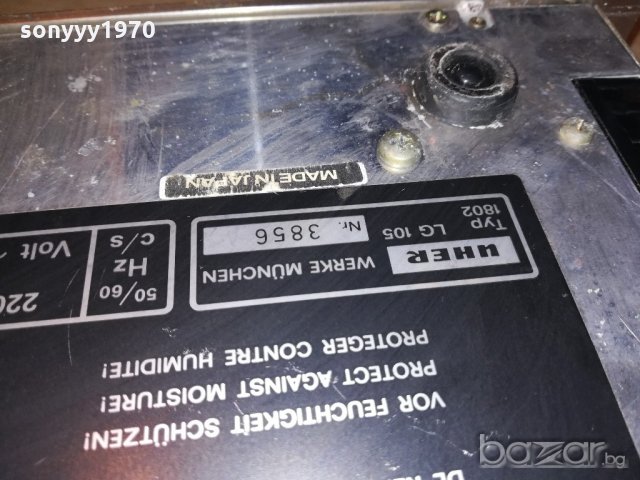 sonyyy1970
MADE IN JAPAN
UHER WERKE MÜNCHEN
Typ LG 105
1802
Nr. 3856
50/60
Hz
c/s
220
Volt
VOR FEUCHTIGKEIT SCHÜTZEN!
PROTECT AGAINST MOISTURE!
PROTEGER CONTRE HUMIDITE!
bazar.bg